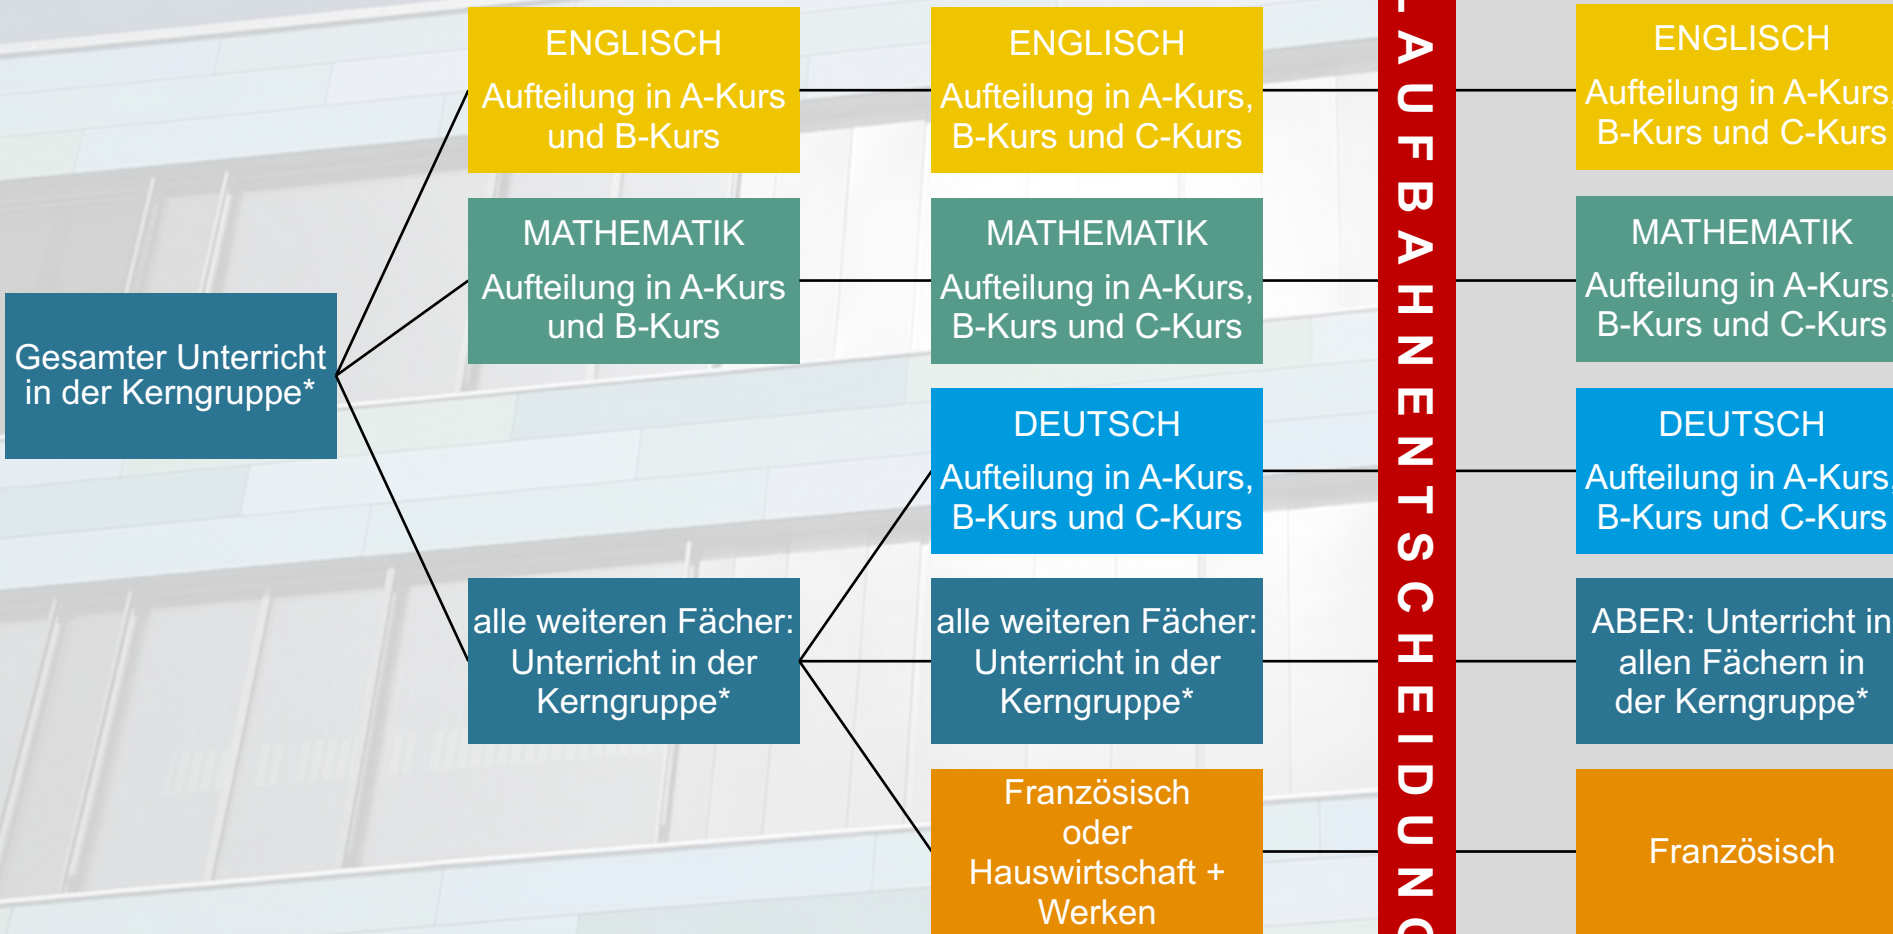 Gesamter Unterricht
in der Kerngruppe*
ENGLISCH
Aufteilung in A-Kurs
und B-Kurs
MATHEMATIK
Aufteilung in A-Kurs
und B-Kurs
alle weiteren Fächer:
Unterricht in der
Kerngruppe*
ENGLISCH
Aufteilung in A-Kurs,
B-Kurs und C-Kurs
MATHEMATIK
Aufteilung in A-Kurs,
B-Kurs und C-Kurs
DEUTSCH
Aufteilung in A-Kurs,
B-Kurs und C-Kurs
alle weiteren Fächer:
Unterricht in der
Kerngruppe*
Französisch
oder
Hauswirtschaft +
Werken
LAUFBAHNENTSCHEIDUNG
ENGLISCH
Aufteilung in A-Kurs,
B-Kurs und C-Kurs
MATHEMATIK
Aufteilung in A-Kurs,
B-Kurs und C-Kurs
DEUTSCH
Aufteilung in A-Kurs,
B-Kurs und C-Kurs
ABER: Unterricht in
allen Fächern in
der Kerngruppe*
Französisch